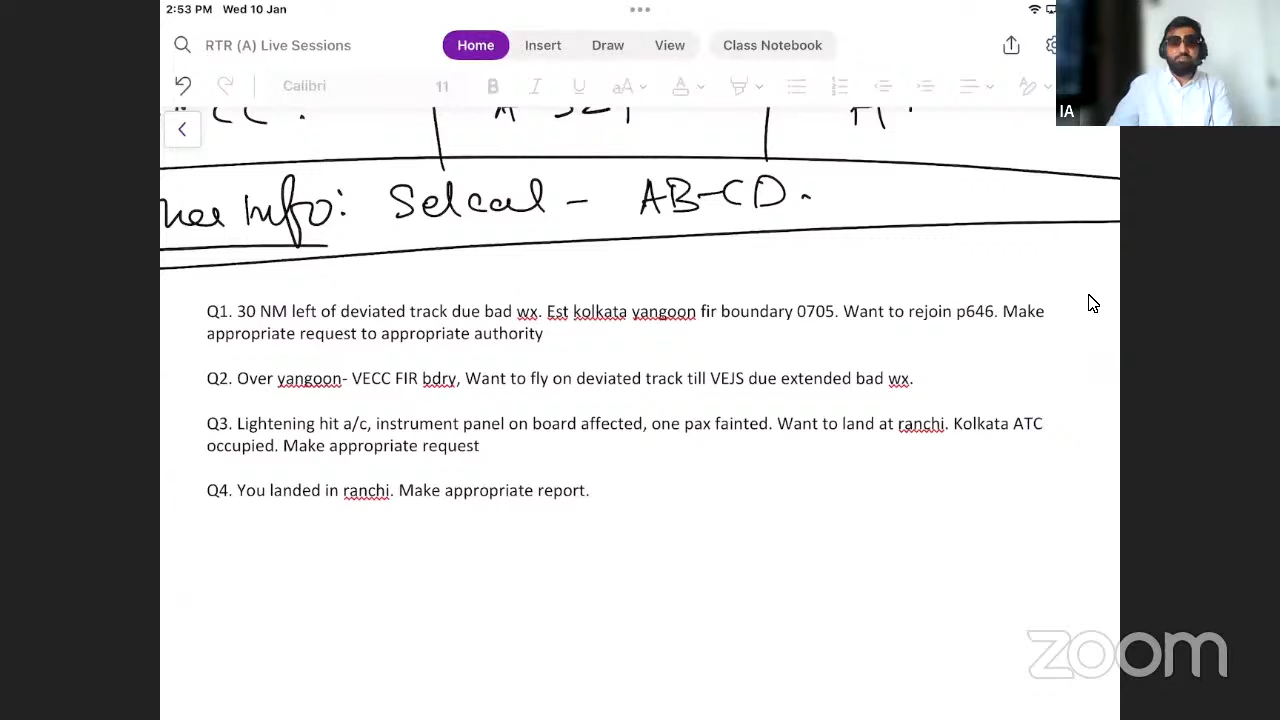 2:53 PM Wed 10 Jan
RTR (A) Live Sessions
Home Insert Draw View Class Notebook
Calibri 11 B I U
IA
Info: Selcal - AB-CD.
Q1. 30 NM left of deviated track due bad wx. Est kolkata yangoon fir boundary 0705. Want to rejoin p646. Make
appropriate request to appropriate authority
Q2. Over yangoon- VECC FIR bdry, Want to fly on deviated track till VEJS due extended bad wx.
Q3. Lightening hit a/c, instrument panel on board affected, one pax fainted. Want to land at ranchi. Kolkata ATC
occupied. Make appropriate request
Q4. You landed in ranchi. Make appropriate report.
zoom